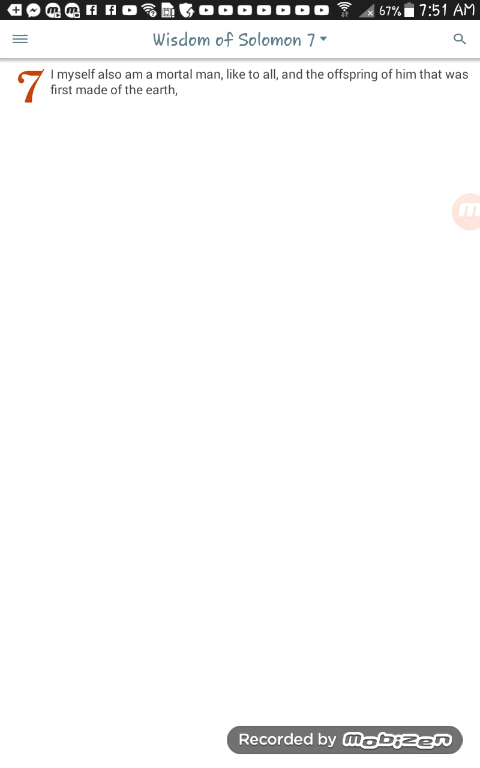 67% 7:51 AM
Wisdom of Solomon 7
7 I myself also am a mortal man, like to all, and the offspring of him that was
first made of the earth,
Recorded by mobizen